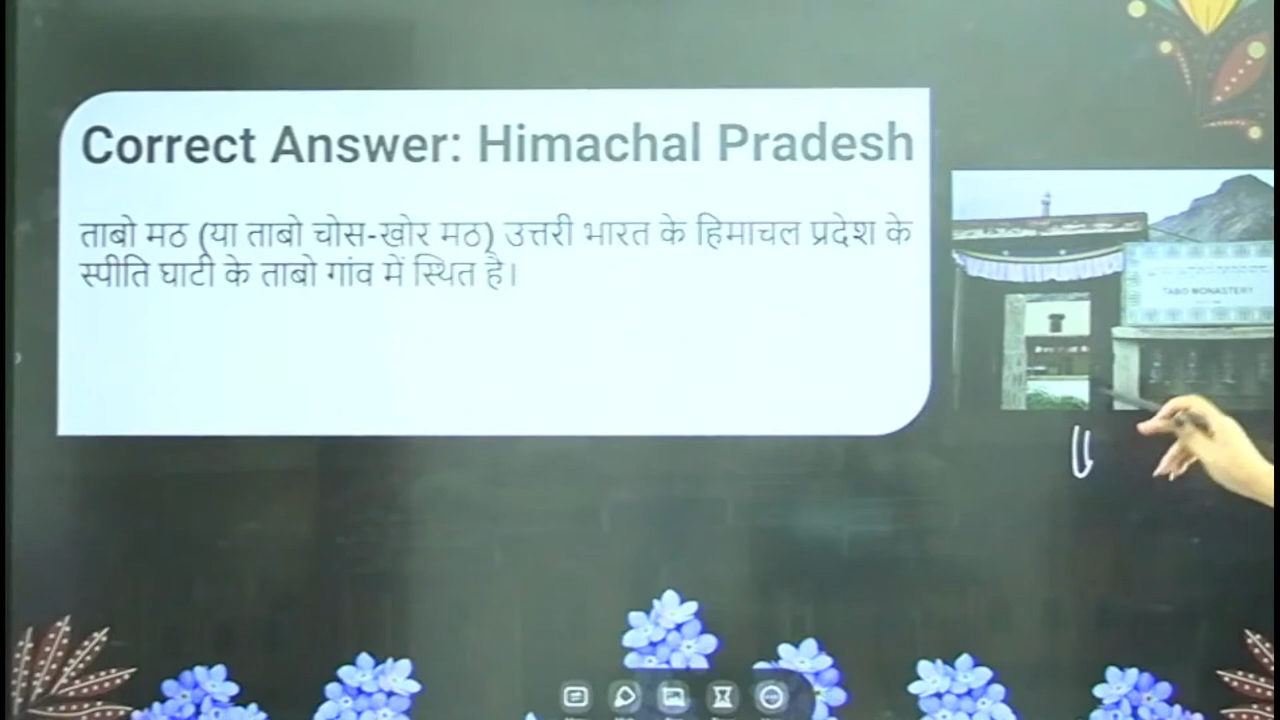 Correct Answer: Himachal Pradesh
ताबो मठ (या ताबो चोस-खोर मठ) उत्तरी भारत के हिमाचल प्रदेश के
स्पीति घाटी के ताबो गांव में स्थित है।
TABO MONASTERY